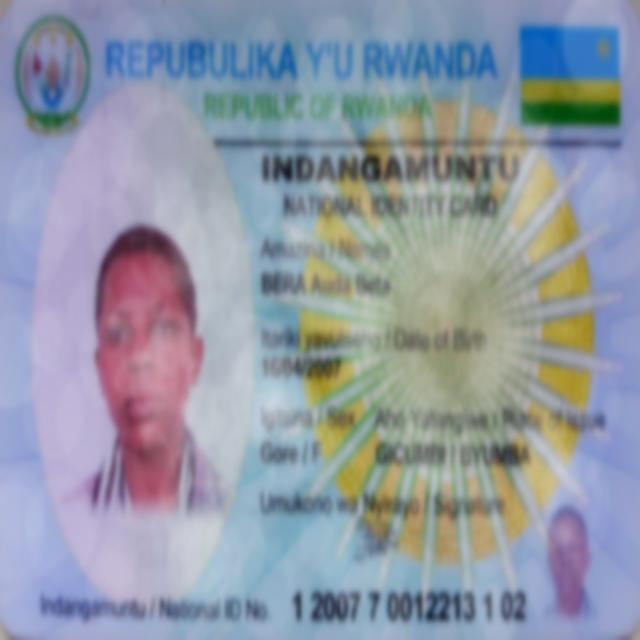 REPUBULIKA Y'U RWANDA
REPUBLIC OF RWANDA
INDANGAMUNTU
NATIONAL IDENTITY CARD
Amazina / Names
BERA Auda Beta
Itariki yavutseho / Date of Birth
16/04/2007
Igitsina / Sex Aho Yatangiwe / Place of Issue
Gore / F GICUMBI / BYUMBA
Umukono wa Nyirayo / Signature
Indangamuntu / National ID No. 1 2007 7 0012213 1 02